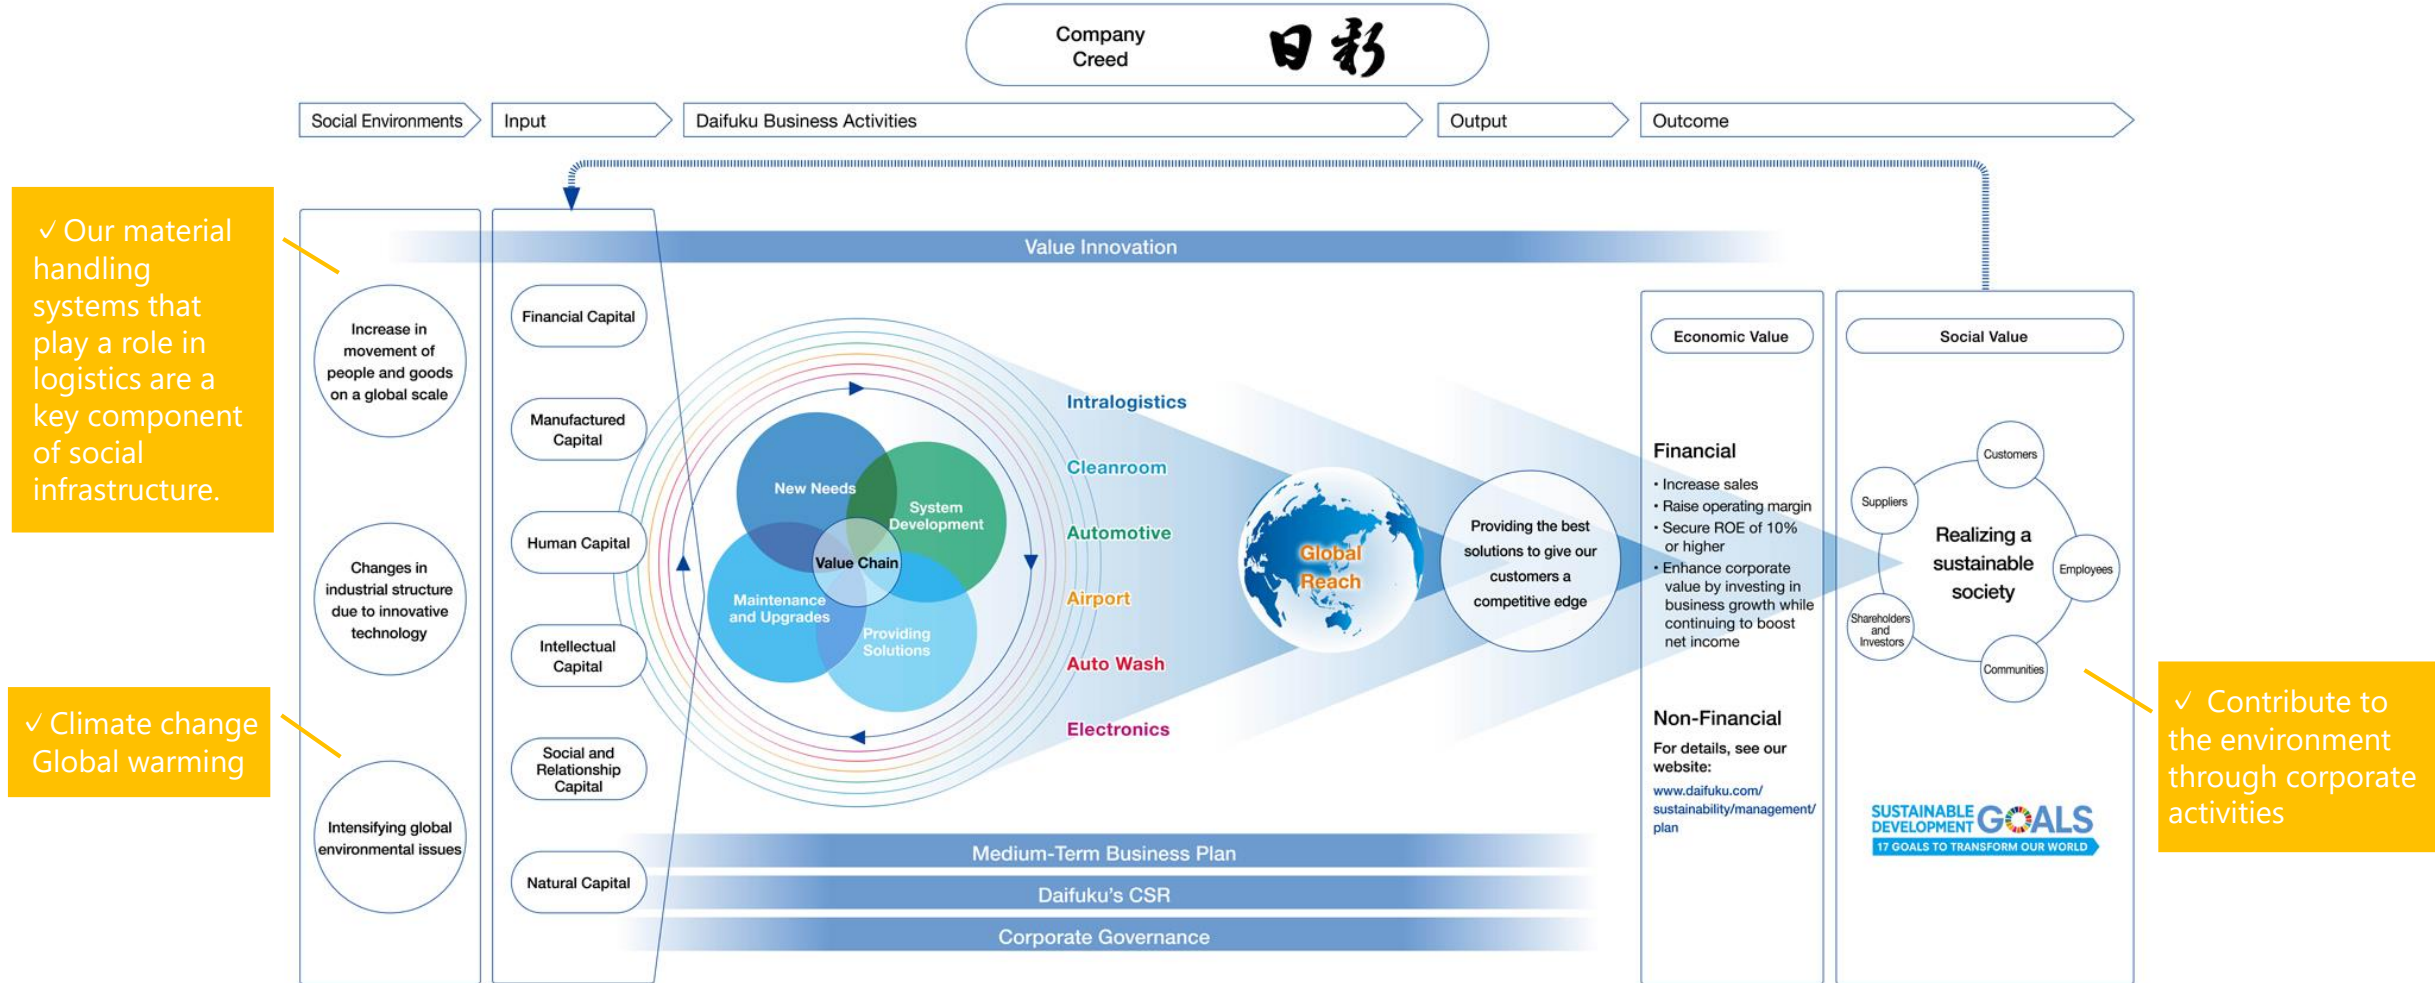 Company
Creed
日新
Social Environments
Input
Daifuku Business Activities
Output
Outcome
✓ Our material
handling
systems that
play a role in
logistics are a
key component
of social
infrastructure.
✓ Climate change
Global warming
Increase in
movement of
people and goods
on a global scale
Changes in
industrial structure
due to innovative
technology
Intensifying global
environmental issues
Value Innovation
Financial Capital
Manufactured
Capital
Human Capital
Intellectual
Capital
Social and
Relationship
Capital
Natural Capital
New Needs
System
Development
Value Chain
Maintenance
and Upgrades
Providing
Solutions
Intralogistics
Cleanroom
Automotive
Airport
Auto Wash
Electronics
Global
Reach
Providing the best
solutions to give our
customers a
competitive edge
Medium-Term Business Plan
Daifuku's CSR
Corporate Governance
Economic Value
Financial
• Increase sales
• Raise operating margin
• Secure ROE of 10%
or higher
• Enhance corporate
value by investing in
business growth while
continuing to boost
net income
Non-Financial
For details, see our
website:
www.daifuku.com/
sustainability/management/
plan
Social Value
Customers
Suppliers
Realizing a
sustainable
society
Employees
Shareholders
and
Investors
Communities
SUSTAINABLE
DEVELOPMENT GOALS
17 GOALS TO TRANSFORM OUR WORLD
✓ Contribute to
the environment
through corporate
activities